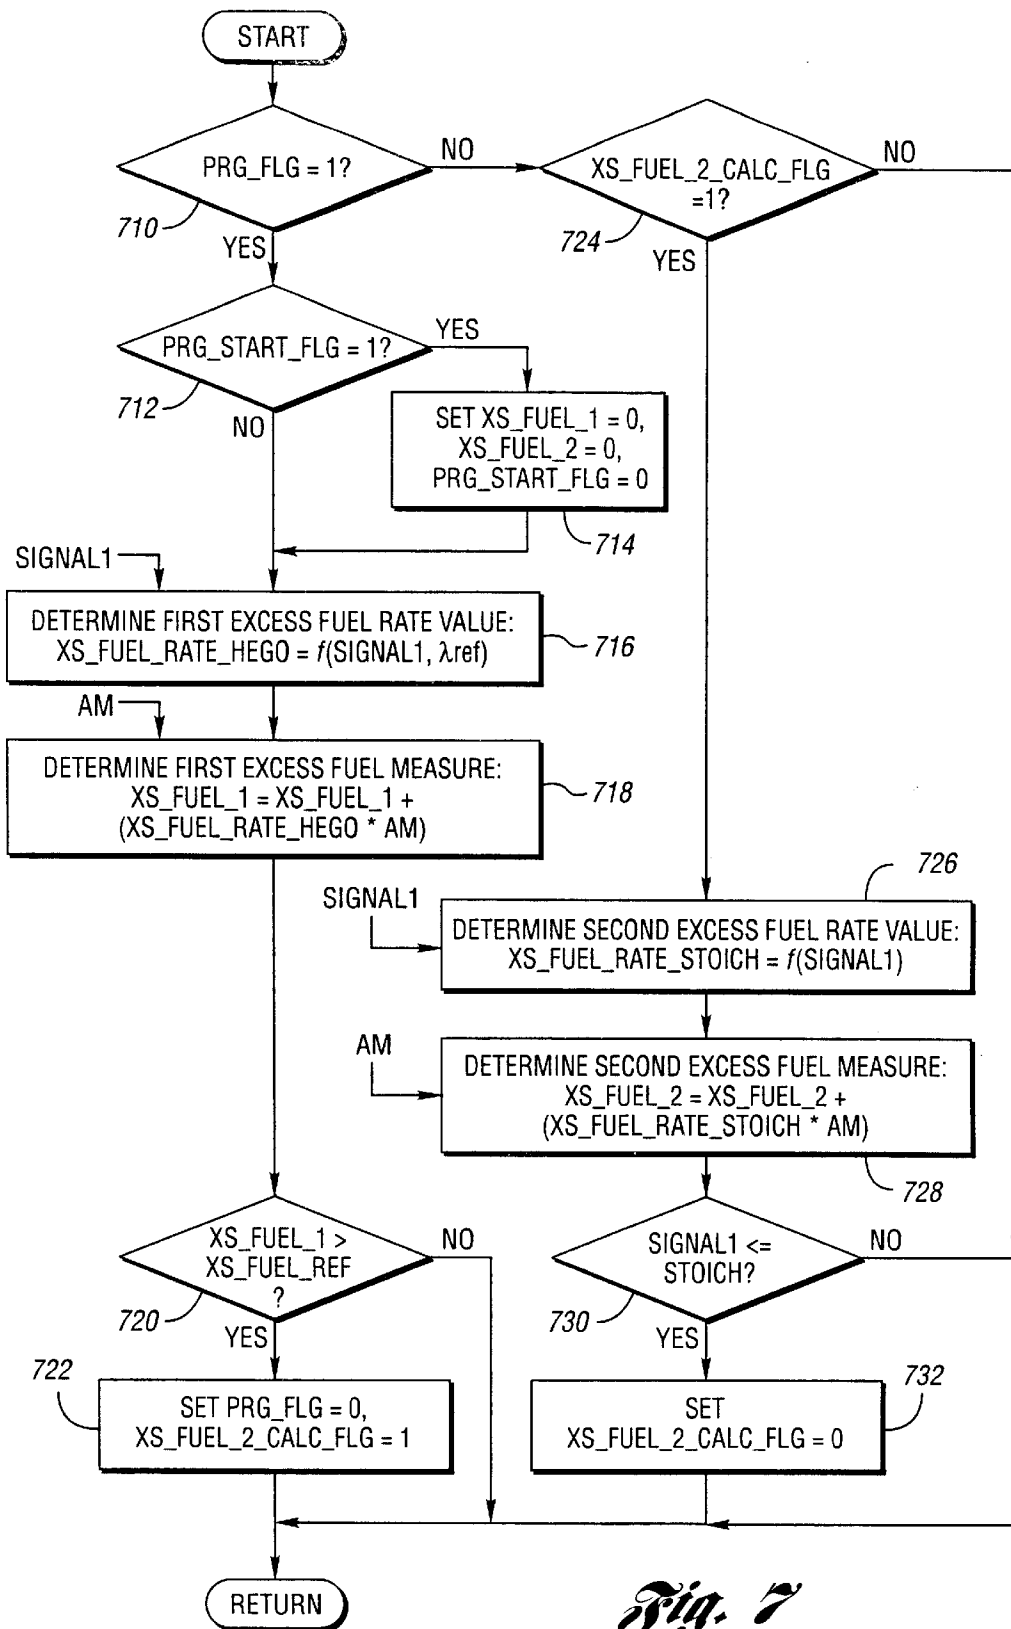 START
PRG_FLG = 1?
NO
710
YES
XS_FUEL_2_CALC_FLG
=1?
NO
724
YES
PRG_START_FLG = 1?
YES
712
NO
SET XS_FUEL_1 = 0,
XS_FUEL_2 = 0,
PRG_START_FLG = 0
714
SIGNAL1
DETERMINE FIRST EXCESS FUEL RATE VALUE:
XS_FUEL_RATE_HEGO = f(SIGNAL1, λref)
716
AM
DETERMINE FIRST EXCESS FUEL MEASURE:
XS_FUEL_1 = XS_FUEL_1 +
(XS_FUEL_RATE_HEGO * AM)
718
726
SIGNAL1
DETERMINE SECOND EXCESS FUEL RATE VALUE:
XS_FUEL_RATE_STOICH = f(SIGNAL1)
AM
DETERMINE SECOND EXCESS FUEL MEASURE:
XS_FUEL_2 = XS_FUEL_2 +
(XS_FUEL_RATE_STOICH * AM)
728
XS_FUEL_1 >
XS_FUEL_REF
?
NO
720
YES
SIGNAL1 <=
STOICH?
NO
730
YES
722
SET PRG_FLG = 0,
XS_FUEL_2_CALC_FLG = 1
732
SET
XS_FUEL_2_CALC_FLG = 0
RETURN
Fig. 7